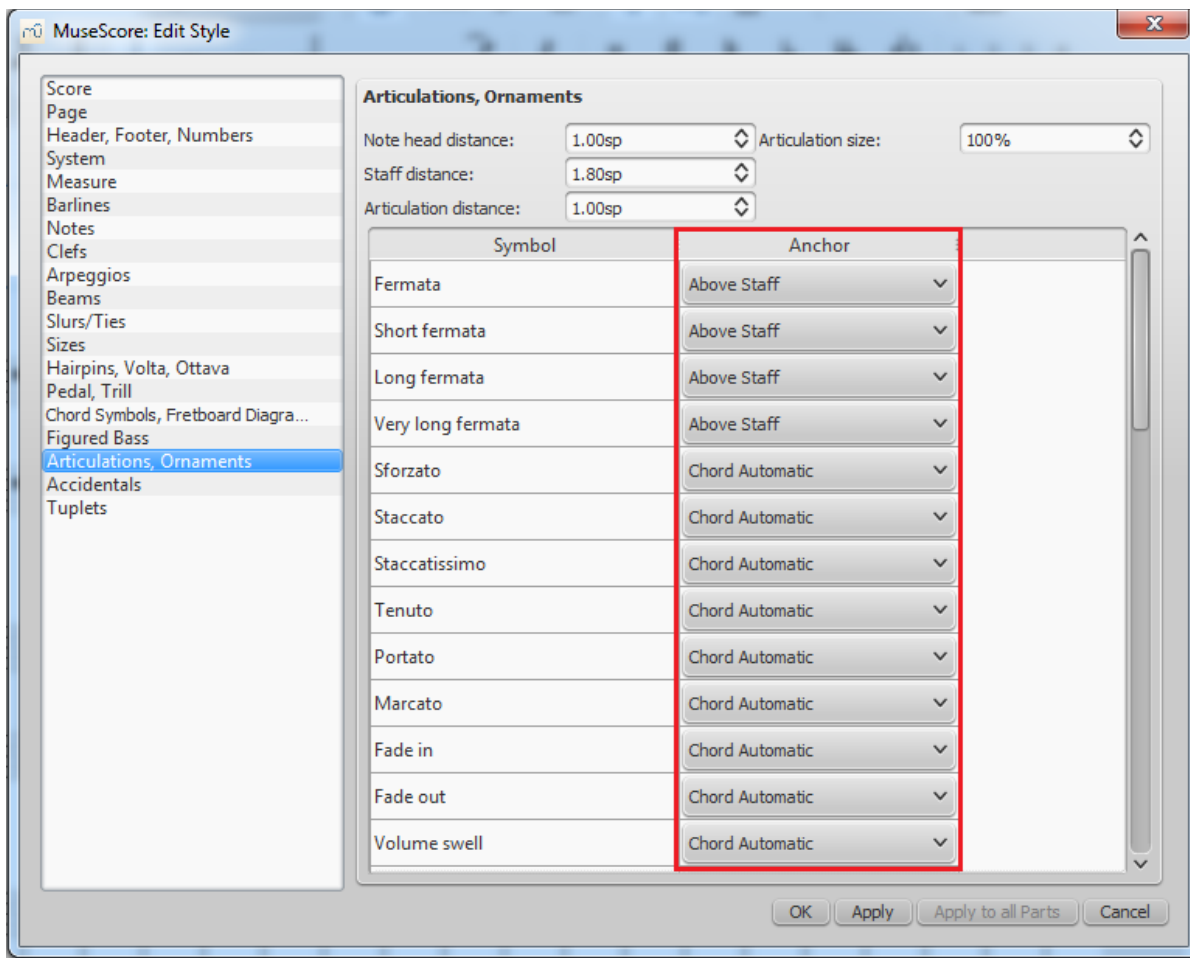 MuseScore: Edit Style
Score
Page
Header, Footer, Numbers
System
Measure
Barlines
Notes
Clefs
Arpeggios
Beams
Slurs/Ties
Sizes
Hairpins, Volta, Ottava
Pedal, Trill
Chord Symbols, Fretboard Diagra...
Figured Bass
Articulations, Ornaments
Accidentals
Tuplets
Articulations, Ornaments
Note head distance: 1.00sp Articulation size: 100%
Staff distance: 1.80sp
Articulation distance: 1.00sp
Symbol Anchor
Fermata Above Staff
Short fermata Above Staff
Long fermata Above Staff
Very long fermata Above Staff
Sforzato Chord Automatic
Staccato Chord Automatic
Staccatissimo Chord Automatic
Tenuto Chord Automatic
Portato Chord Automatic
Marcato Chord Automatic
Fade in Chord Automatic
Fade out Chord Automatic
Volume swell Chord Automatic
OK Apply Apply to all Parts Cancel